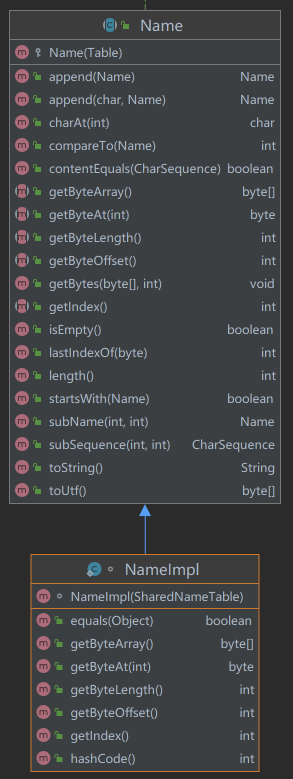 Name
Name(Table)
append(Name) Name
append(char, Name) Name
charAt(int) char
compareTo(Name) int
contentEquals(CharSequence) boolean
getByteArray() byte[]
getByteAt(int) byte
getByteLength() int
getByteOffset() int
getBytes(byte[], int) void
getIndex() int
isEmpty() boolean
lastIndexOf(byte) int
length() int
startsWith(Name) boolean
subName(int, int) Name
subSequence(int, int) CharSequence
toString() String
toUtf() byte[]
NameImpl
NameImpl(SharedNameTable)
equals(Object) boolean
getByteArray() byte[]
getByteAt(int) byte
getByteLength() int
getByteOffset() int
getIndex() int
hashCode() int